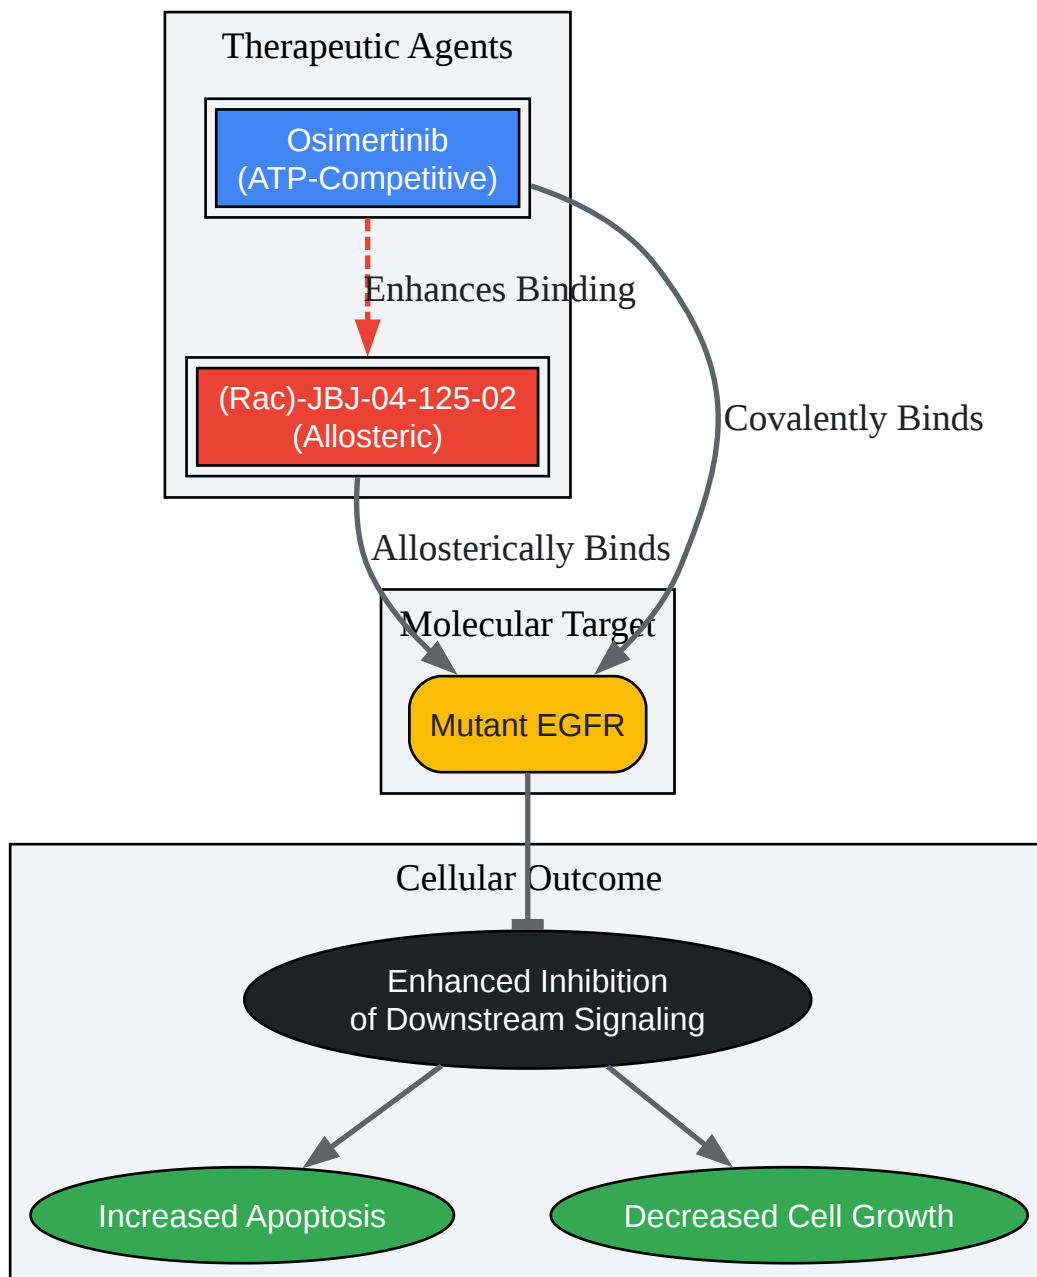 Therapeutic Agents
Osimertinib
(ATP-Competitive)
Enhances Binding
(Rac)-JBJ-04-125-02
(Allosteric)
Covalently Binds
Allosterically Binds
Molecular Target
Mutant EGFR
Cellular Outcome
Enhanced Inhibition
of Downstream Signaling
Increased Apoptosis
Decreased Cell Growth